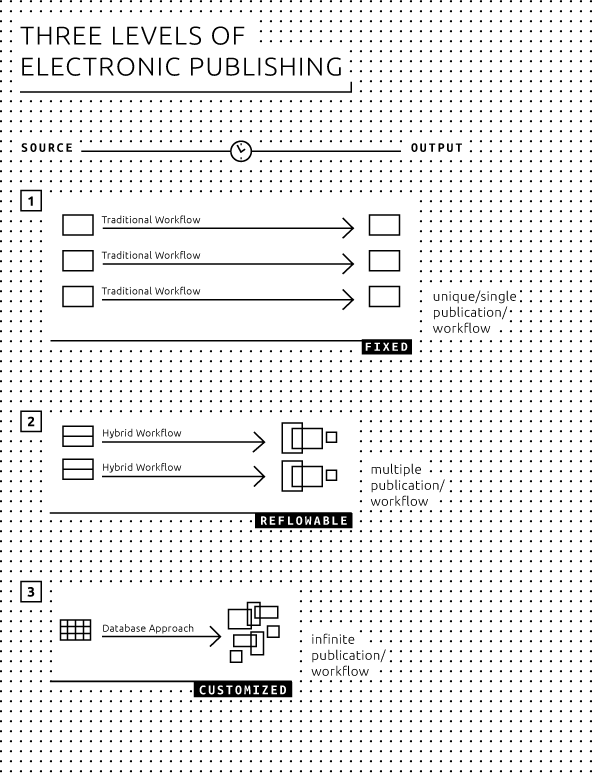 THREE LEVELS OF
ELECTRONIC PUBLISHING
SOURCE
OUTPUT
1
Traditional Workflow
Traditional Workflow
Traditional Workflow
unique/single
publication/
workflow
FIXED
2
Hybrid Workflow
Hybrid Workflow
multiple
publication/
workflow
REFLOWABLE
3
Database Approach
infinite
publication/
workflow
CUSTOMIZED